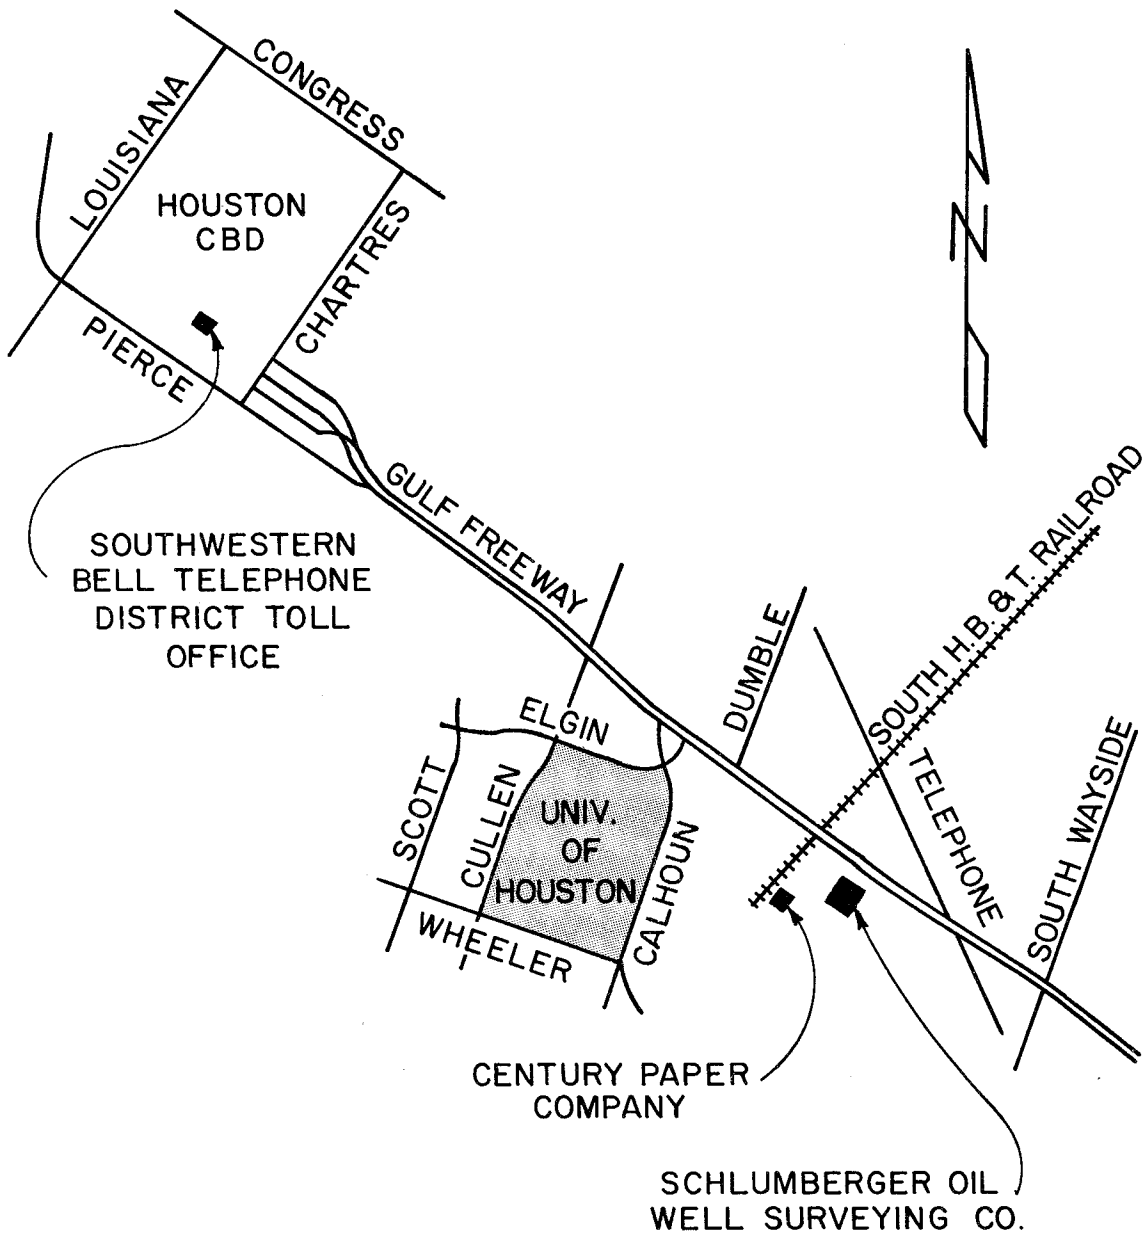 CONGRESS
LOUISIANA
HOUSTON
CBD
CHARTRES
PIERCE
N
GULF FREEWAY
SOUTHWESTERN
BELL TELEPHONE
DISTRICT TOLL
OFFICE
SOUTH H.B. & T. RAILROAD
DUMBLE
ELGIN
SCOTT
CULLEN
UNIV.
OF
HOUSTON
CALHOUN
WHEELER
TELEPHONE
SOUTH WAYSIDE
CENTURY PAPER
COMPANY
SCHLUMBERGER OIL
WELL SURVEYING CO.